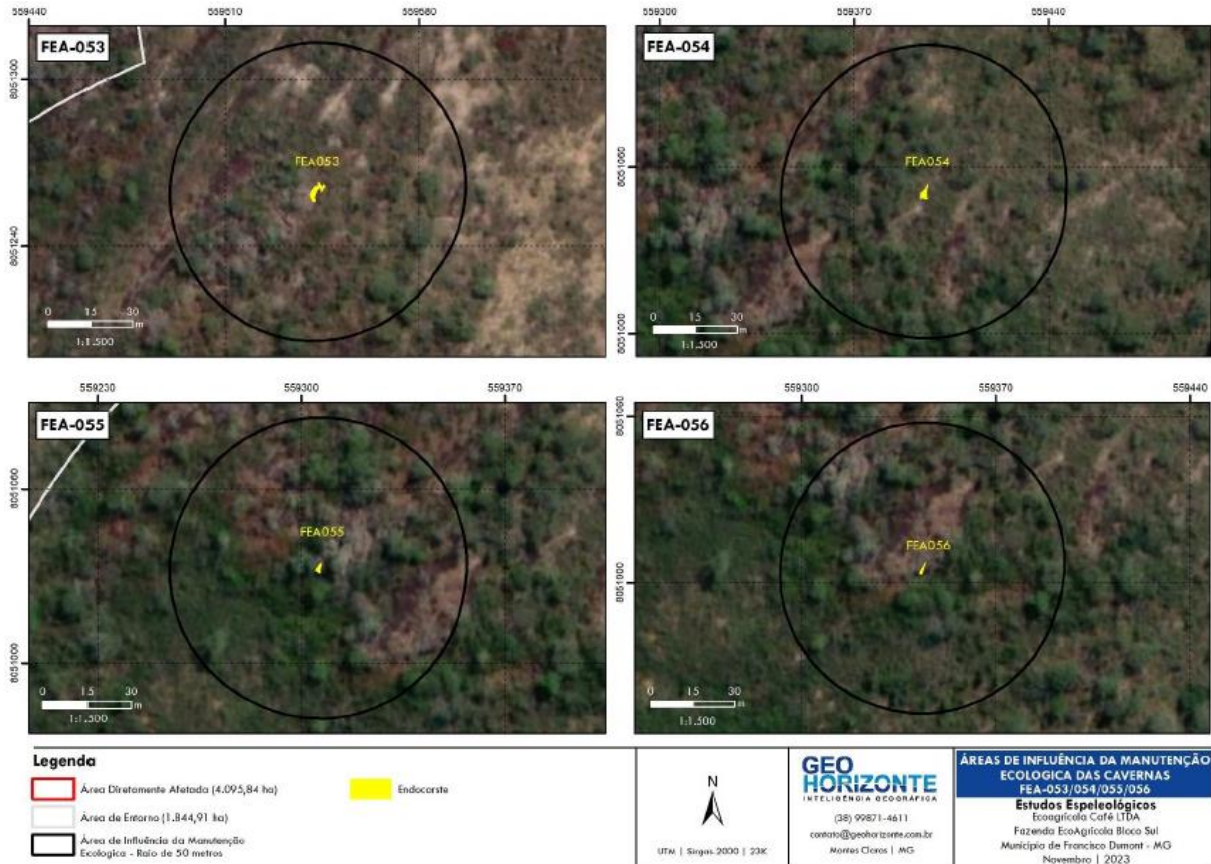 559440 559510 559580
FEA-053
8051300
8051240
FEA053
0 15 30
m
1:1.500
559300 559370 559440
FEA-054
8051060
8051000
FEA054
0 15 30
m
1:1.500
559230 559300 559370
FEA-055
8051060
8051000
FEA055
0 15 30
m
1:1.500
559300 559370 559440
FEA-056
8051060
8051000
FEA056
0 15 30
m
1:1.500
Legenda
Área Diretamente Afetada (4.095,84 ha)
Endocarste
Área de Entorno (1.844,91 ha)
Área de Influência da Manutenção
Ecologica - Raio de 50 metros
N
UTM | Sirgas 2000 | 23K
GEO
HORIZONTE
INTELIGÊNCIA GEOGRÁFICA
(38) 99871-4611
contato@geohorizonte.com.br
Montes Claros | MG
ÁREAS DE INFLUÊNCIA DA MANUTENÇÃO
ECOLOGICA DAS CAVERNAS
FEA-053/054/055/056
Estudos Espeleológicos
Ecoagrícola Café LTDA
Fazenda EcoAgrícola Bloco Sul
Município de Francisco Dumont - MG
Novembro | 2023